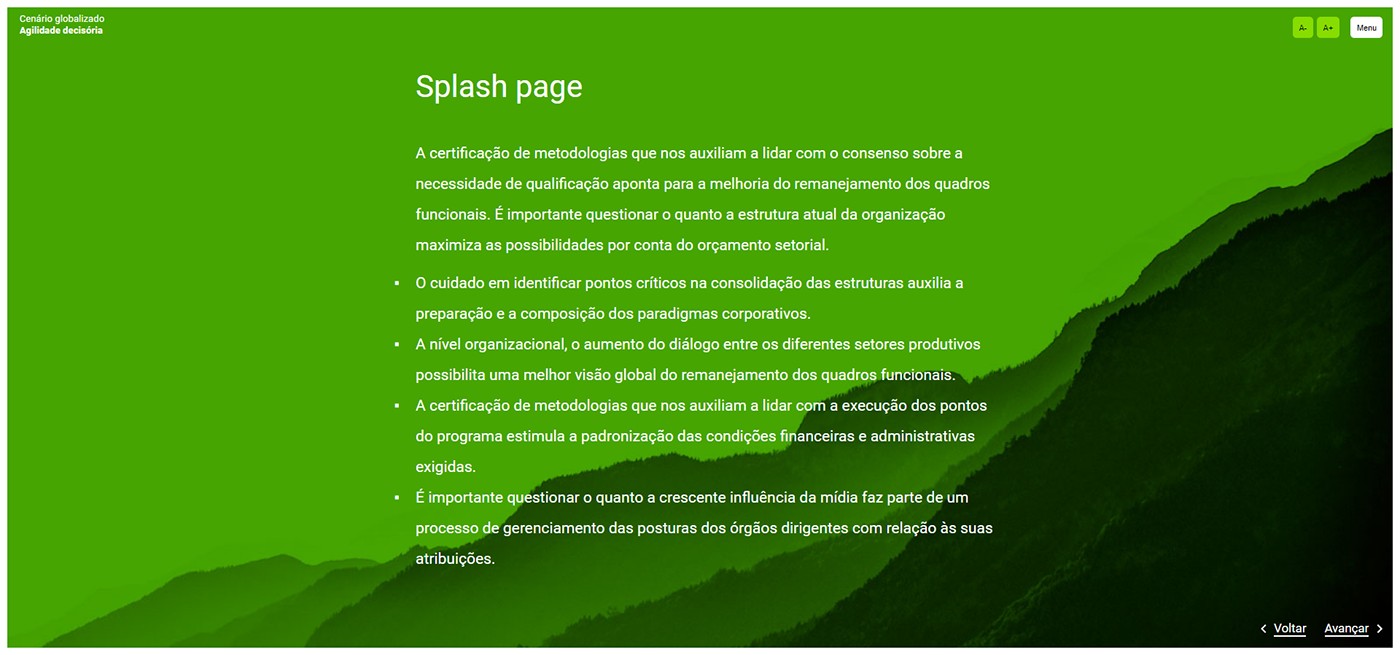 Cenário globalizado
Agilidade decisória
A-
A+
Menu
Splash page
A certificação de metodologias que nos auxiliam a lidar com o consenso sobre a
necessidade de qualificação aponta para a melhoria do remanejamento dos quadros
funcionais. É importante questionar o quanto a estrutura atual da organização
maximiza as possibilidades por conta do orçamento setorial.
▪ O cuidado em identificar pontos críticos na consolidação das estruturas auxilia a
preparação e a composição dos paradigmas corporativos.
▪ A nível organizacional, o aumento do diálogo entre os diferentes setores produtivos
possibilita uma melhor visão global do remanejamento dos quadros funcionais.
▪ A certificação de metodologias que nos auxiliam a lidar com a execução dos pontos
do programa estimula a padronização das condições financeiras e administrativas
exigidas.
▪ É importante questionar o quanto a crescente influência da mídia faz parte de um
processo de gerenciamento das posturas dos órgãos dirigentes com relação às suas
atribuições.
Voltar
Avançar